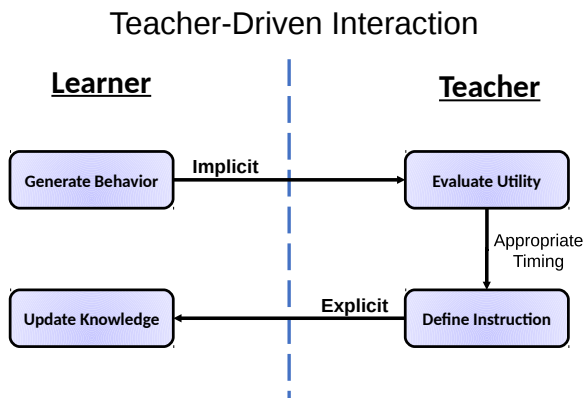 Teacher-Driven Interaction
Learner
Teacher
Implicit
Generate Behavior
Evaluate Utility
Appropriate
Timing
Explicit
Update Knowledge
Define Instruction